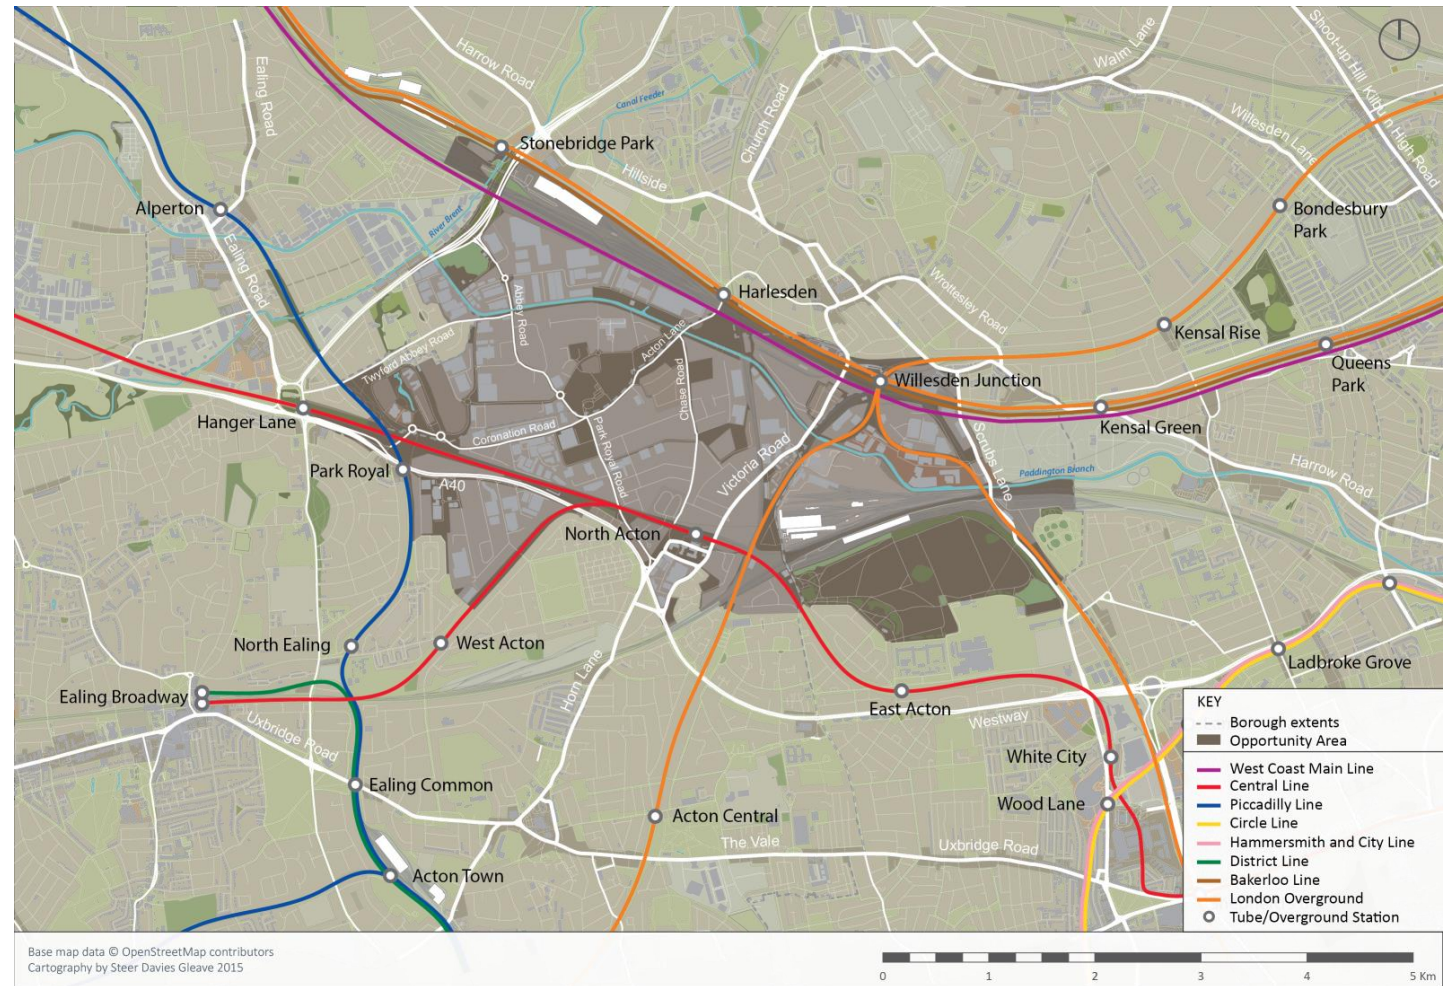 Harrow Road
Walm Lane
Shoot-up Hill
Kilbu n High Road
Ealing Road
Canal Feeder
Church Road
Willesden Lane
Stonebridge Park
Hillside
Alperton
River Brent
Bondesbury
Park
Ealing Road
Abbey Road
Harlesden
Wrottesley Road
Acton Lane
Kensal Rise
Twyford Abbey Road
Chase Road
Willesden Junction
Queens
Park
Hanger Lane
Coronation Road
Park Royal Road
Kensal Green
Scrubs Lane
Victoria Road
Harrow Road
Park Royal
A40
Paddington Branch
North Acton
North Ealing
West Acton
Ladbroke Grove
Ealing Broadway
Horn Lane
East Acton
Westway
Uxbridge Road
White City
Ealing Common
Wood Lane
Acton Central
The Vale
Uxbridge Road
Acton Town
KEY
Borough extents
Opportunity Area
West Coast Main Line
Central Line
Piccadilly Line
Circle Line
Hammersmith and City Line
District Line
Bakerloo Line
London Overground
Tube/Overground Station
Base map data © OpenStreetMap contributors
Cartography by Steer Davies Gleave 2015
0 1 2 3 4 5 Km